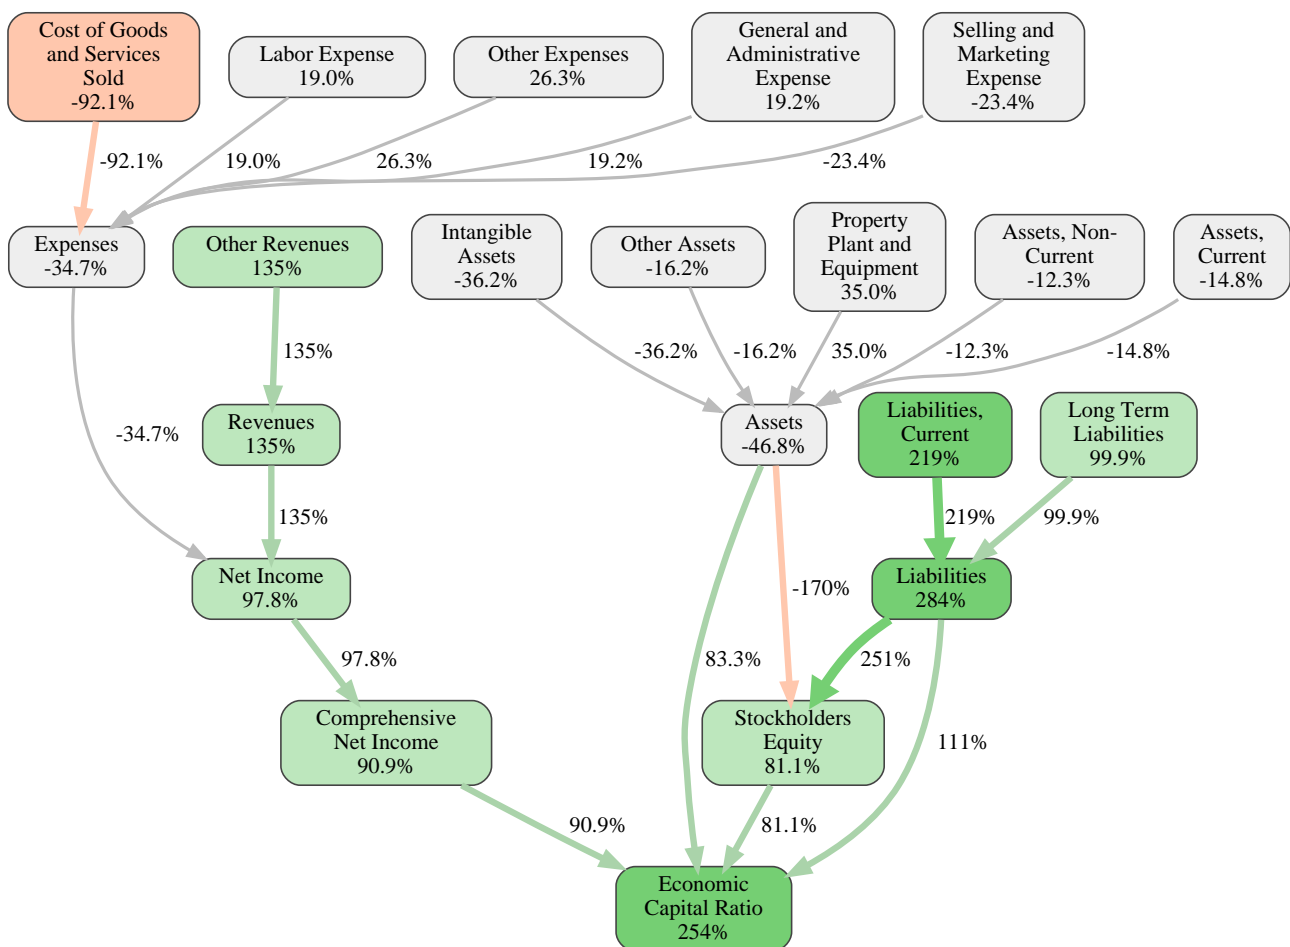 Cost of Goods
and Services
Sold
-92.1%
Labor Expense
19.0%
Other Expenses
26.3%
General and
Administrative
Expense
19.2%
Selling and
Marketing
Expense
-23.4%
-92.1%
19.0%
26.3%
19.2%
-23.4%
Expenses
-34.7%
Other Revenues
135%
Intangible
Assets
-36.2%
Other Assets
-16.2%
Property
Plant and
Equipment
35.0%
Assets, Non-
Current
-12.3%
Assets,
Current
-14.8%
135%
-36.2%
-16.2%
35.0%
-12.3%
-14.8%
-34.7%
Revenues
135%
Assets
-46.8%
Liabilities,
Current
219%
Long Term
Liabilities
99.9%
135%
219%
99.9%
Net Income
97.8%
-170%
Liabilities
284%
97.8%
83.3%
251%
111%
Comprehensive
Net Income
90.9%
Stockholders
Equity
81.1%
90.9%
81.1%
Economic
Capital Ratio
254%